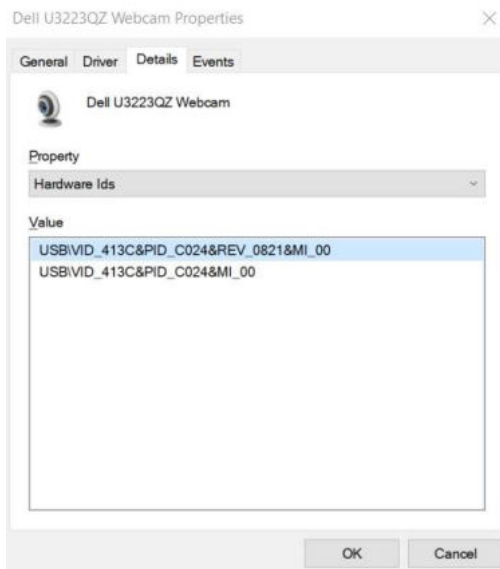 Dell U3223QZ Webcam Properties
General Driver Details Events
Dell U3223QZ Webcam
Property
Hardware Ids
Value
USB\VID_413C&PID_C024&REV_0821&MI_00
USB\VID_413C&PID_C024&MI_00
OK Cancel